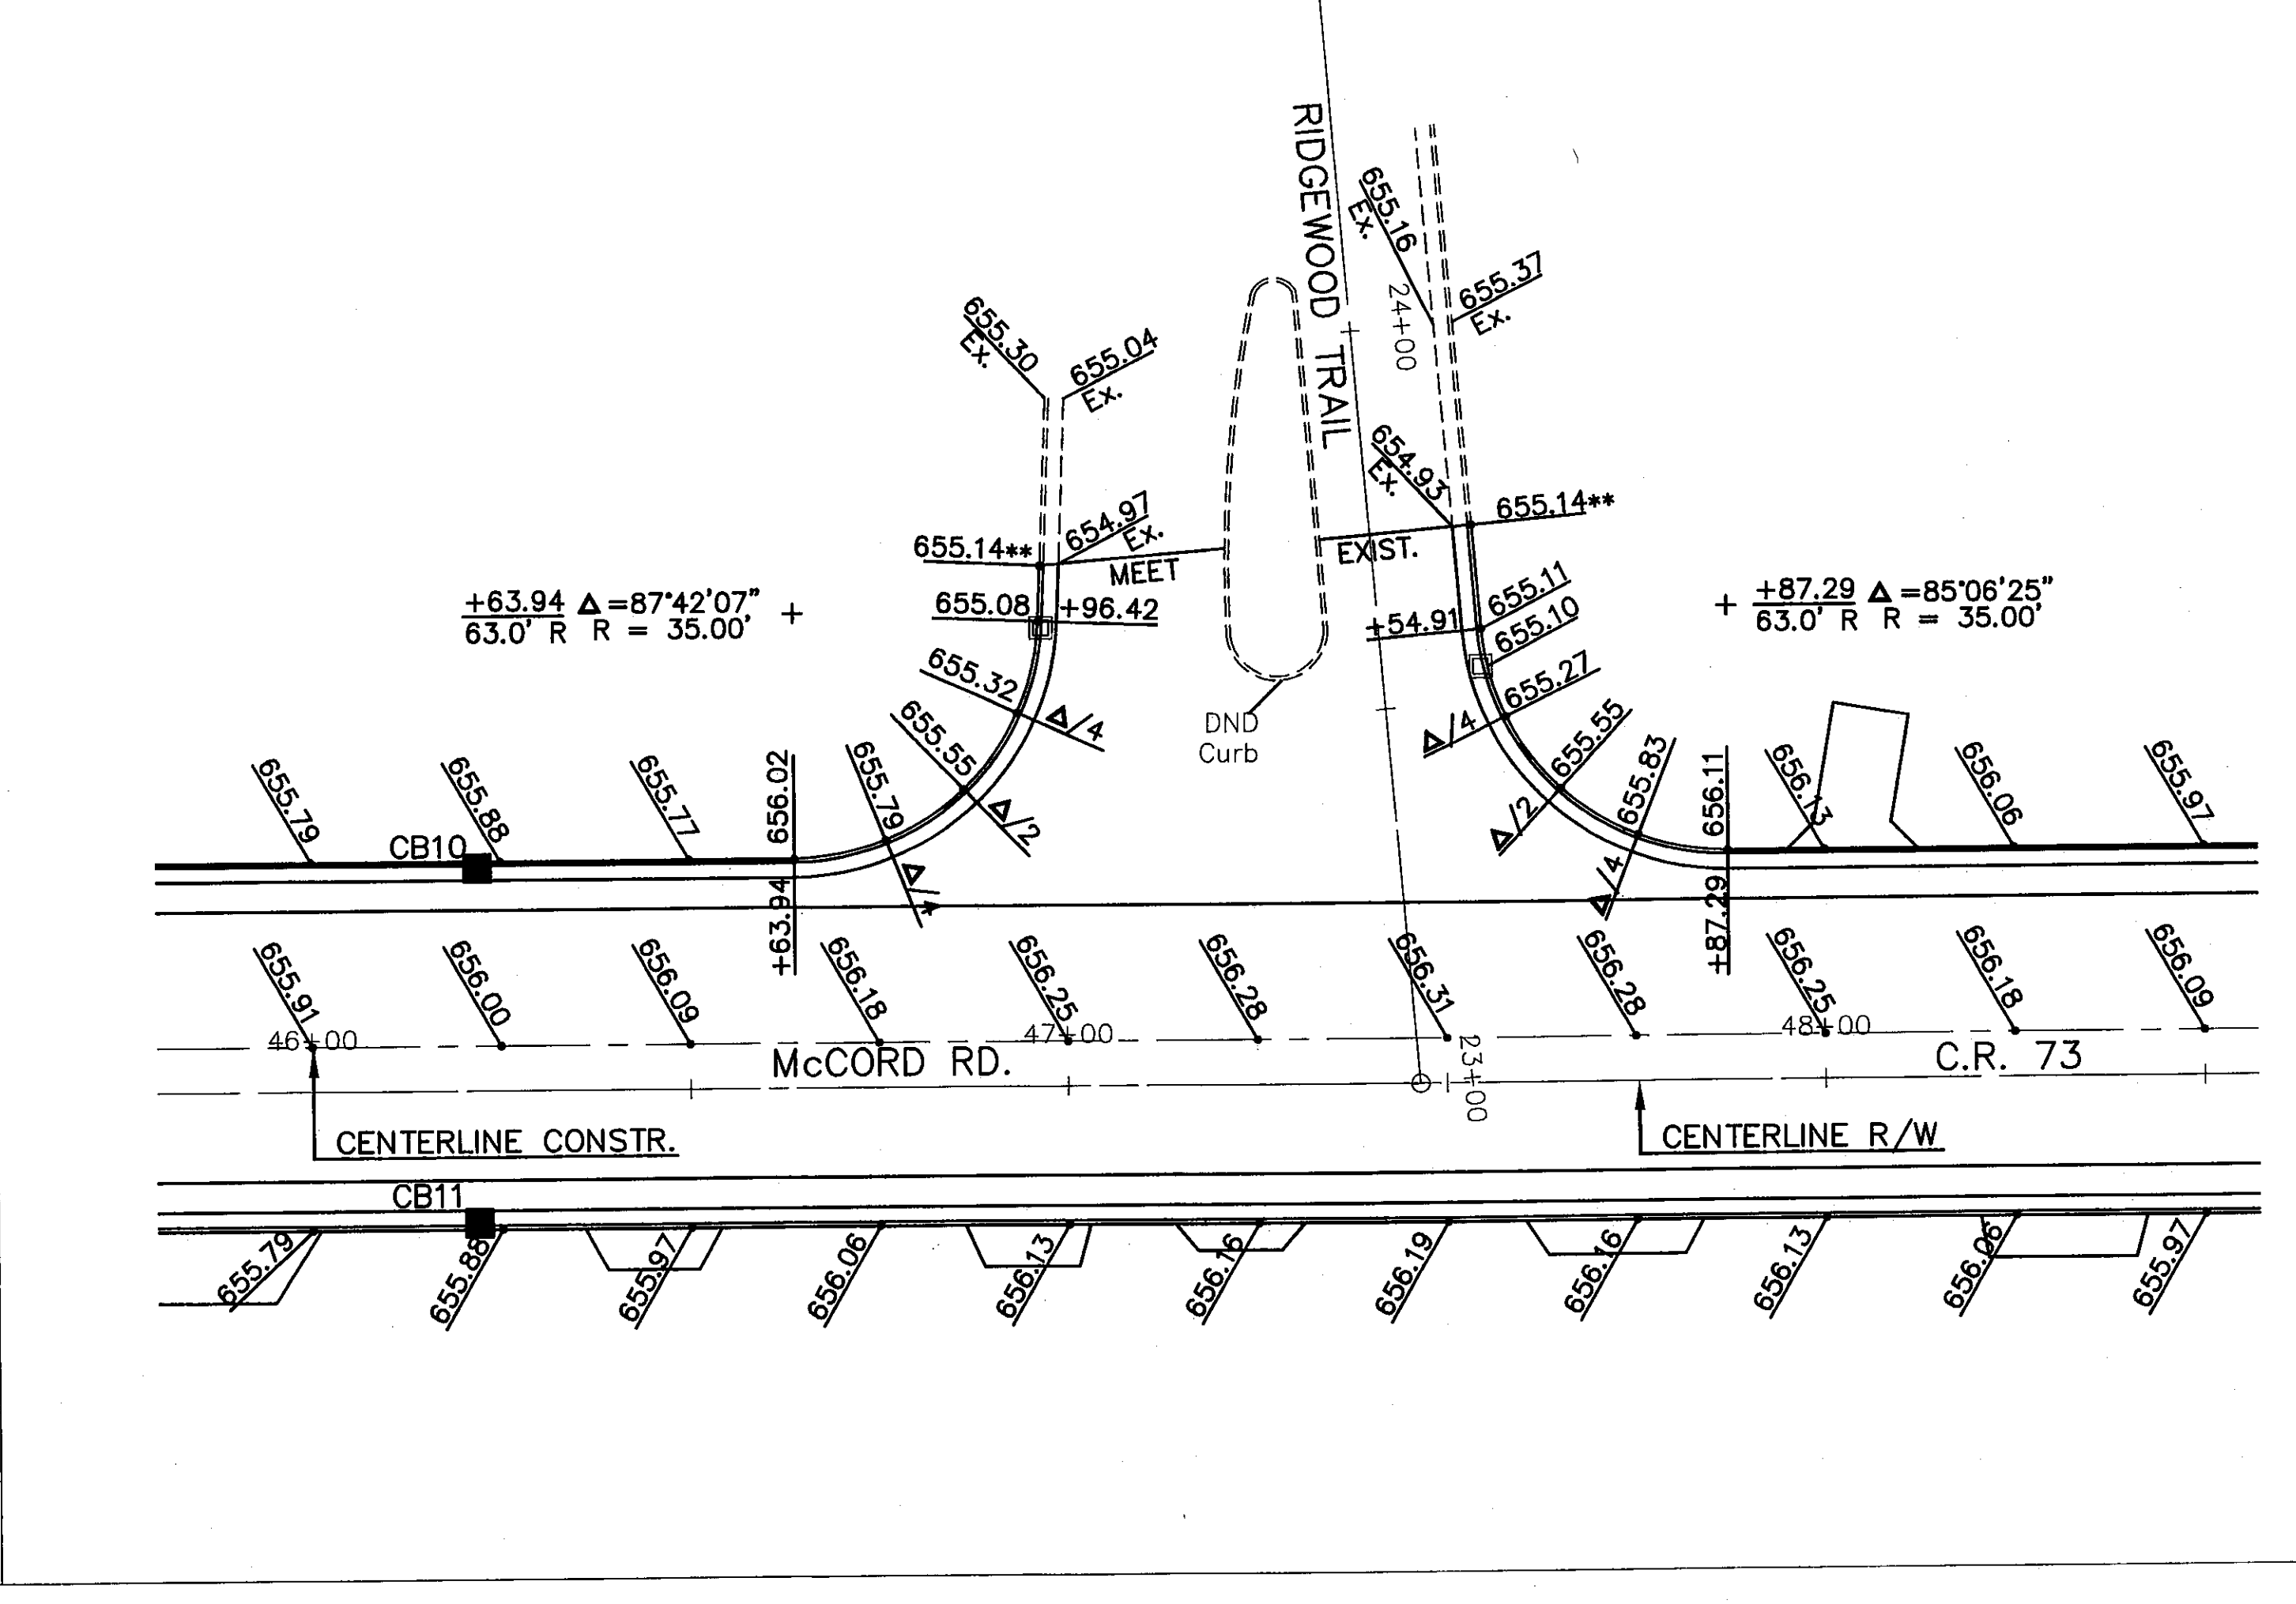 RIDGEWOOD TRAIL
655.16
Ex.
655.37
Ex.
24+00
655.30
Ex.
655.04
Ex.
654.93
Ex.
655.14**
654.97
Ex.
655.14**
MEET
EXIST.
+63.94 Δ=87°42'07"
63.0' R R = 35.00'
+
655.08
+96.42
+54.91
655.11
655.10
+ +87.29 Δ=85°06'25"
63.0' R R = 35.00'
655.32
Δ/4
655.27
Δ/4
DND
Curb
655.55
Δ/2
655.55
Δ/2
655.79
655.88
655.77
656.02
655.79
655.83
656.11
656.13
656.06
655.97
CB10
+63.94
Δ/
Δ/4
+87.29
655.91
656.00
656.09
656.18
656.25
656.28
656.31
656.28
656.25
656.18
656.09
46+00
47+00
48+00
McCORD RD.
23+00
C.R. 73
CENTERLINE CONSTR.
CENTERLINE R/W
CB11
655.79
655.88
655.97
656.06
656.13
656.16
656.19
656.16
656.13
656.06
655.97